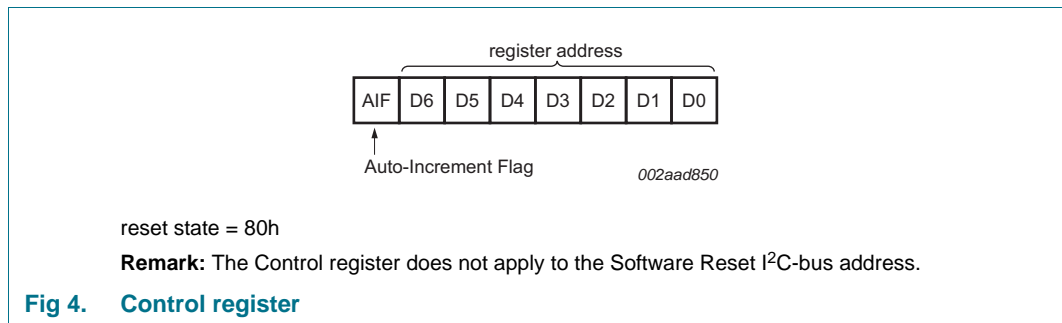 register address
AIF D6 D5 D4 D3 D2 D1 D0
Auto-Increment Flag
002aad850
reset state = 80h
Remark: The Control register does not apply to the Software Reset I²C-bus address.
Fig 4. Control register